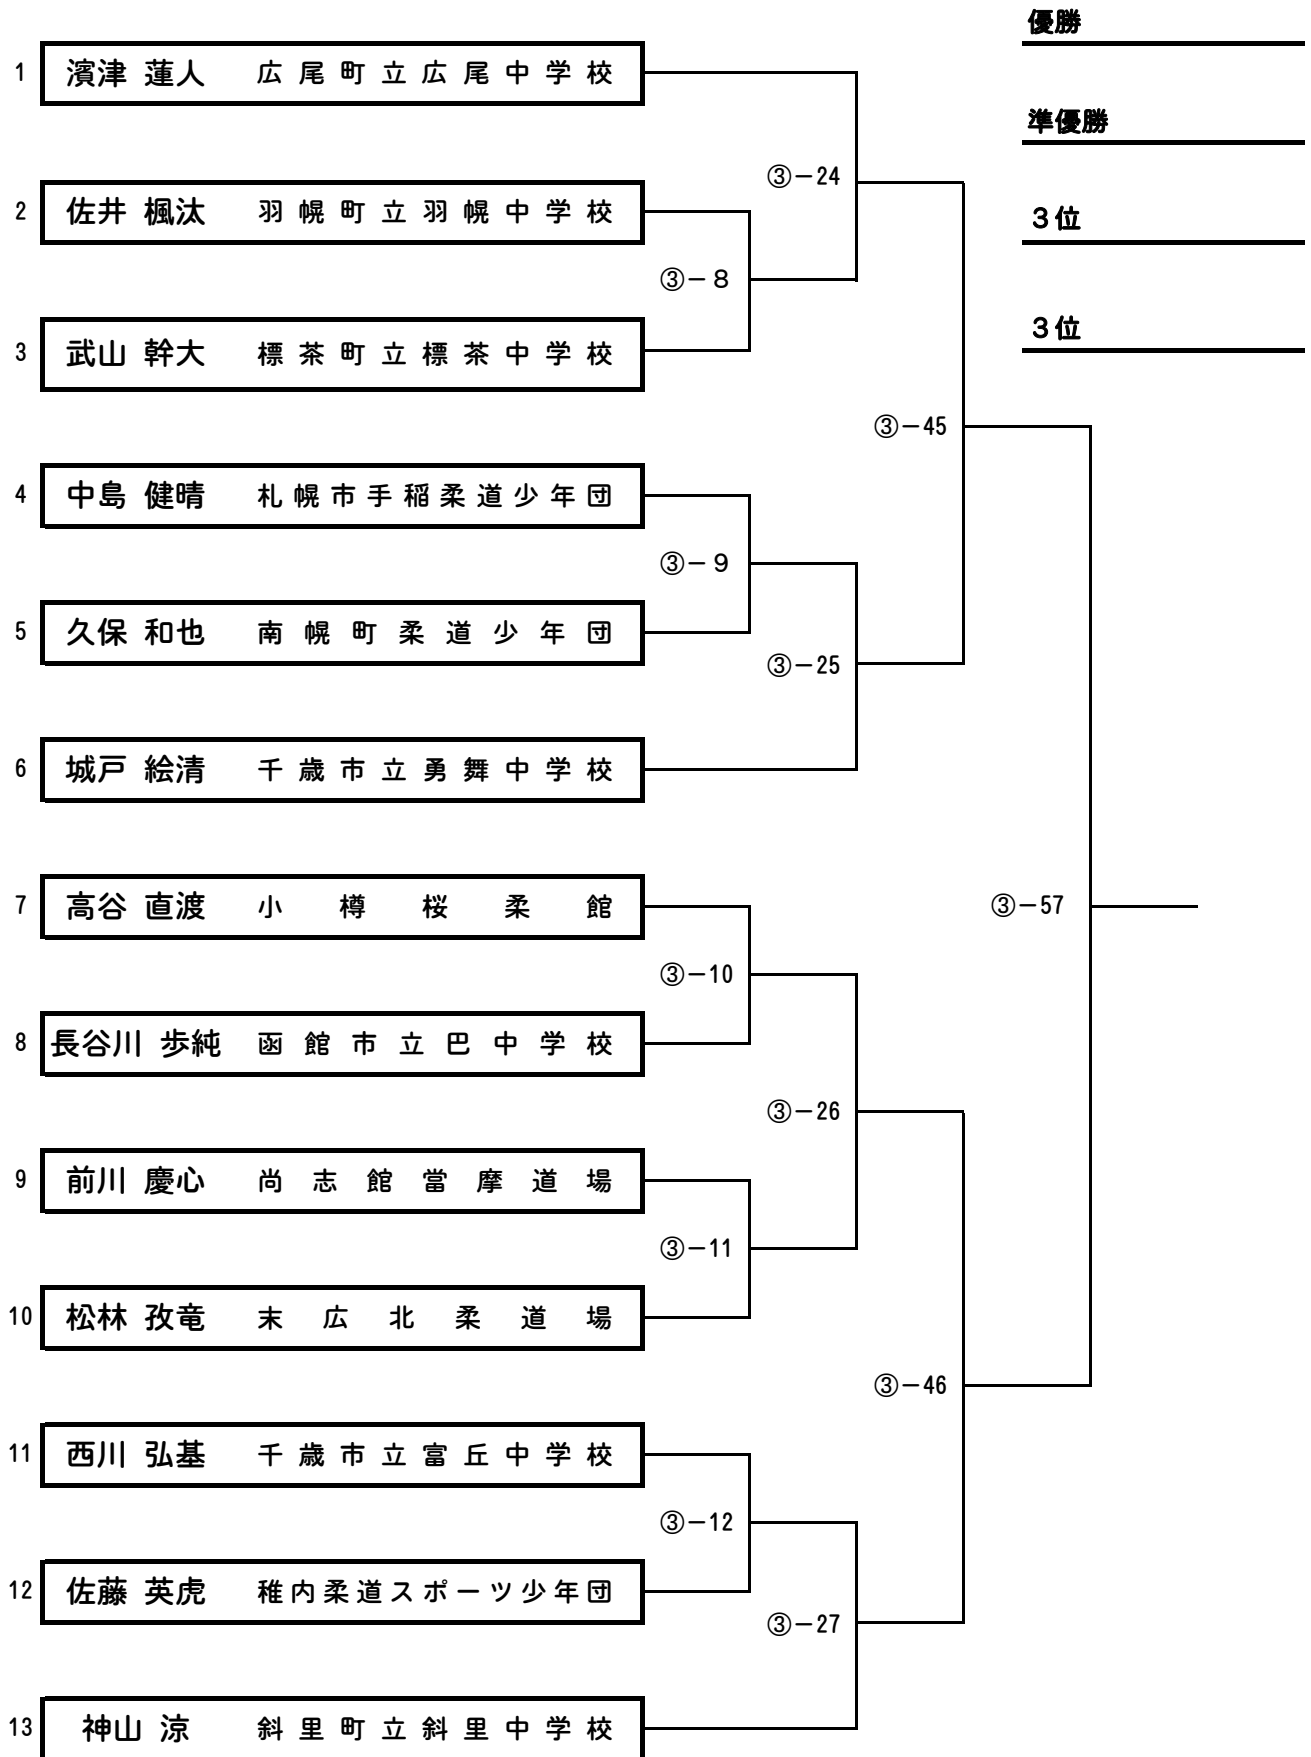 優勝
1 濱津 蓮人 広尾町立広尾中学校
準優勝
③－24
2 佐井 楓汰 羽幌町立羽幌中学校
３位
③－８
３位
3 武山 幹大 標茶町立標茶中学校
③－45
4 中島 健晴 札幌市手稲柔道少年団
③－９
5 久保 和也 南幌町柔道少年団
③－25
6 城戸 絵清 千歳市立勇舞中学校
7 高谷 直渡 小樽桜柔館
③－57
③－10
8 長谷川 歩純 函館市立巴中学校
③－26
9 前川 慶心 尚志館當摩道場
③－11
10 松林 孜竜 末広北柔道場
③－46
11 西川 弘基 千歳市立富丘中学校
③－12
12 佐藤 英虎 稚内柔道スポーツ少年団
③－27
13 神山 涼 斜里町立斜里中学校